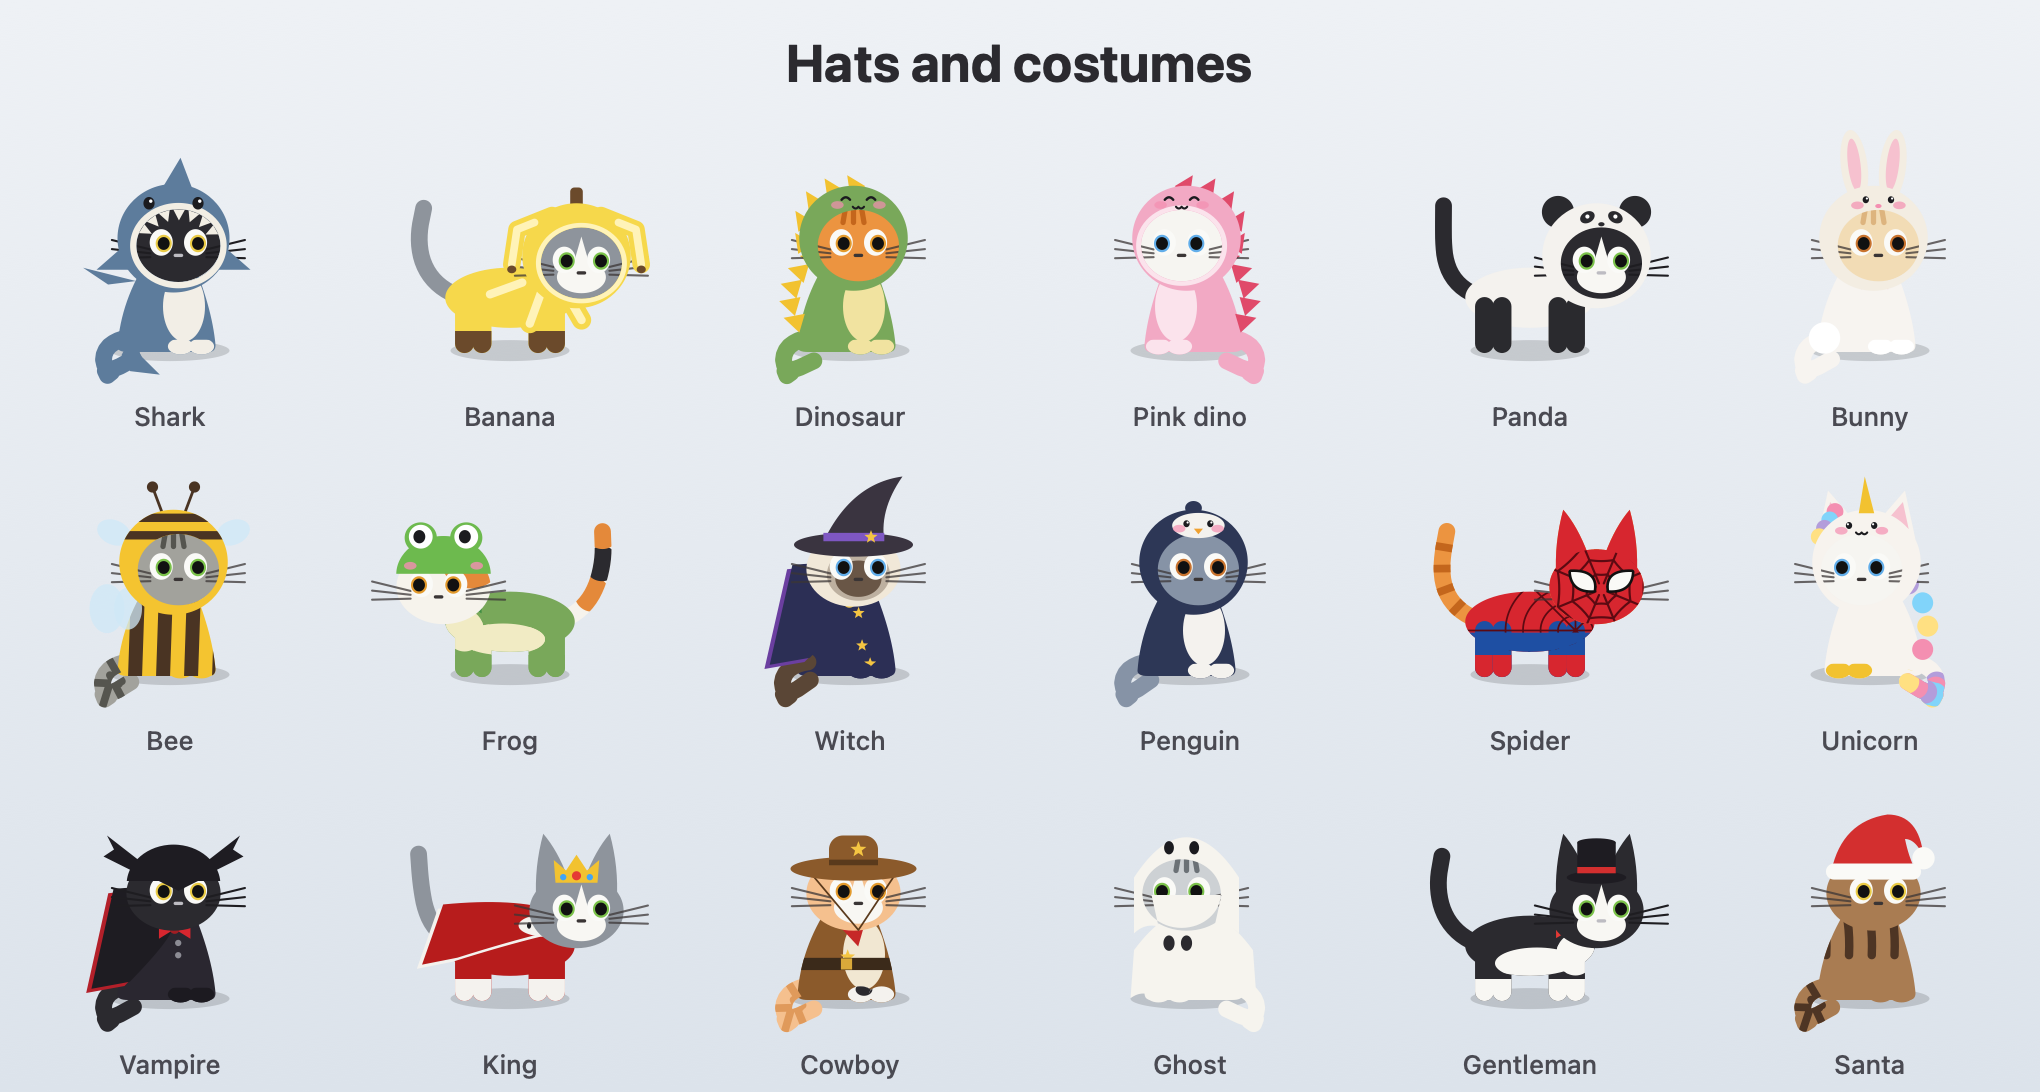 Hats and costumes
Shark
Banana
Dinosaur
Pink dino
Panda
Bunny
Bee
Frog
Witch
Penguin
Spider
Unicorn
Vampire
King
Cowboy
Ghost
Gentleman
Santa